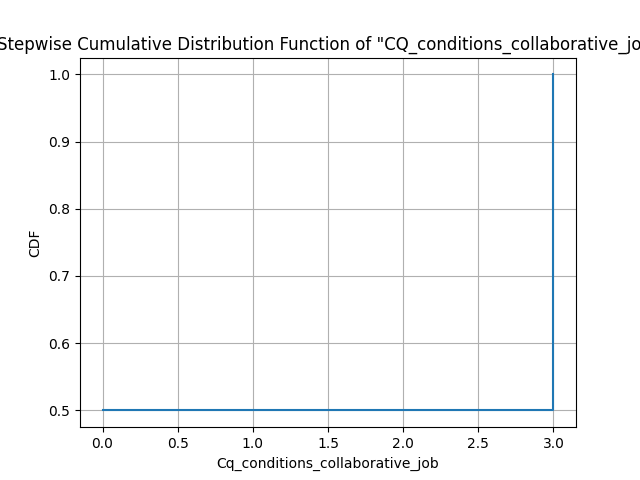 Stepwise Cumulative Distribution Function of "CQ_conditions_collaborative_jo
1.0
0.9
0.8
0.7
0.6
0.5
CDF
0.0 0.5 1.0 1.5 2.0 2.5 3.0
Cq_conditions_collaborative_job